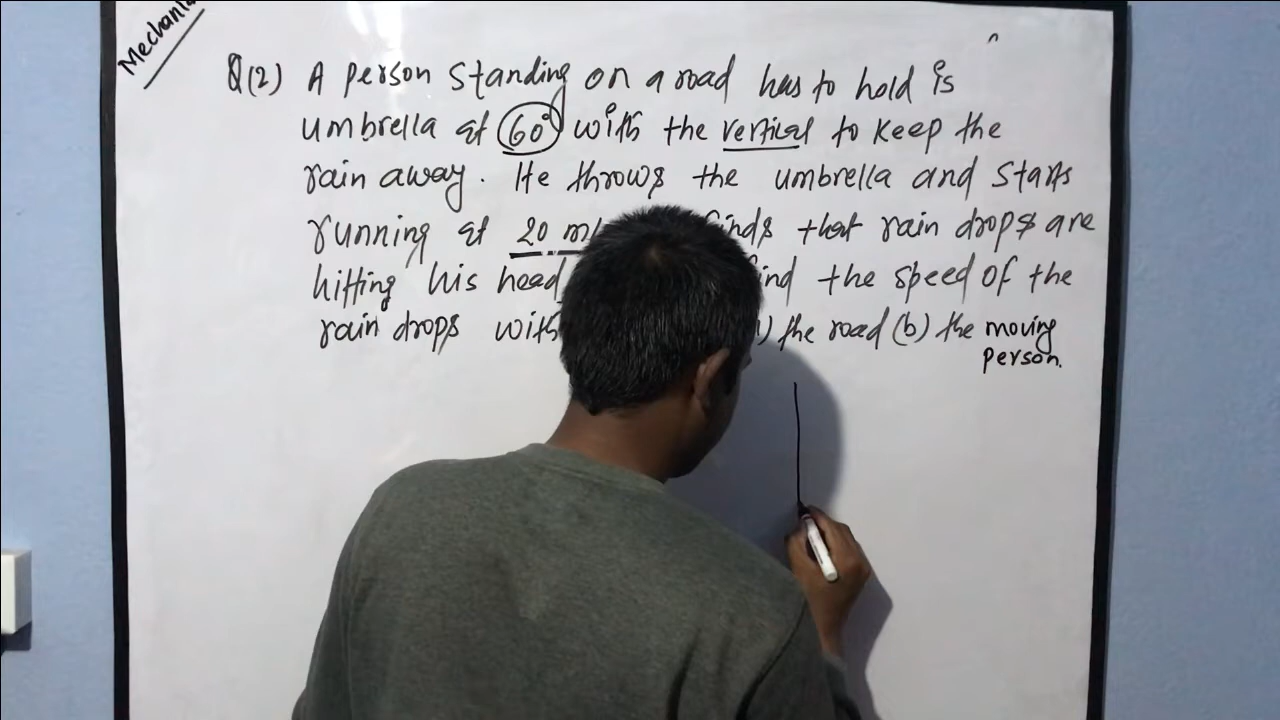 Mechani
Q(2) A person standing on a road has to hold is
umbrella at 60° with the vertical to keep the
rain away. He throws the umbrella and starts
running at 20 m/ finds that rain drops are
hitting his head find the speed of the
rain drops with the road (b) the moving
person.